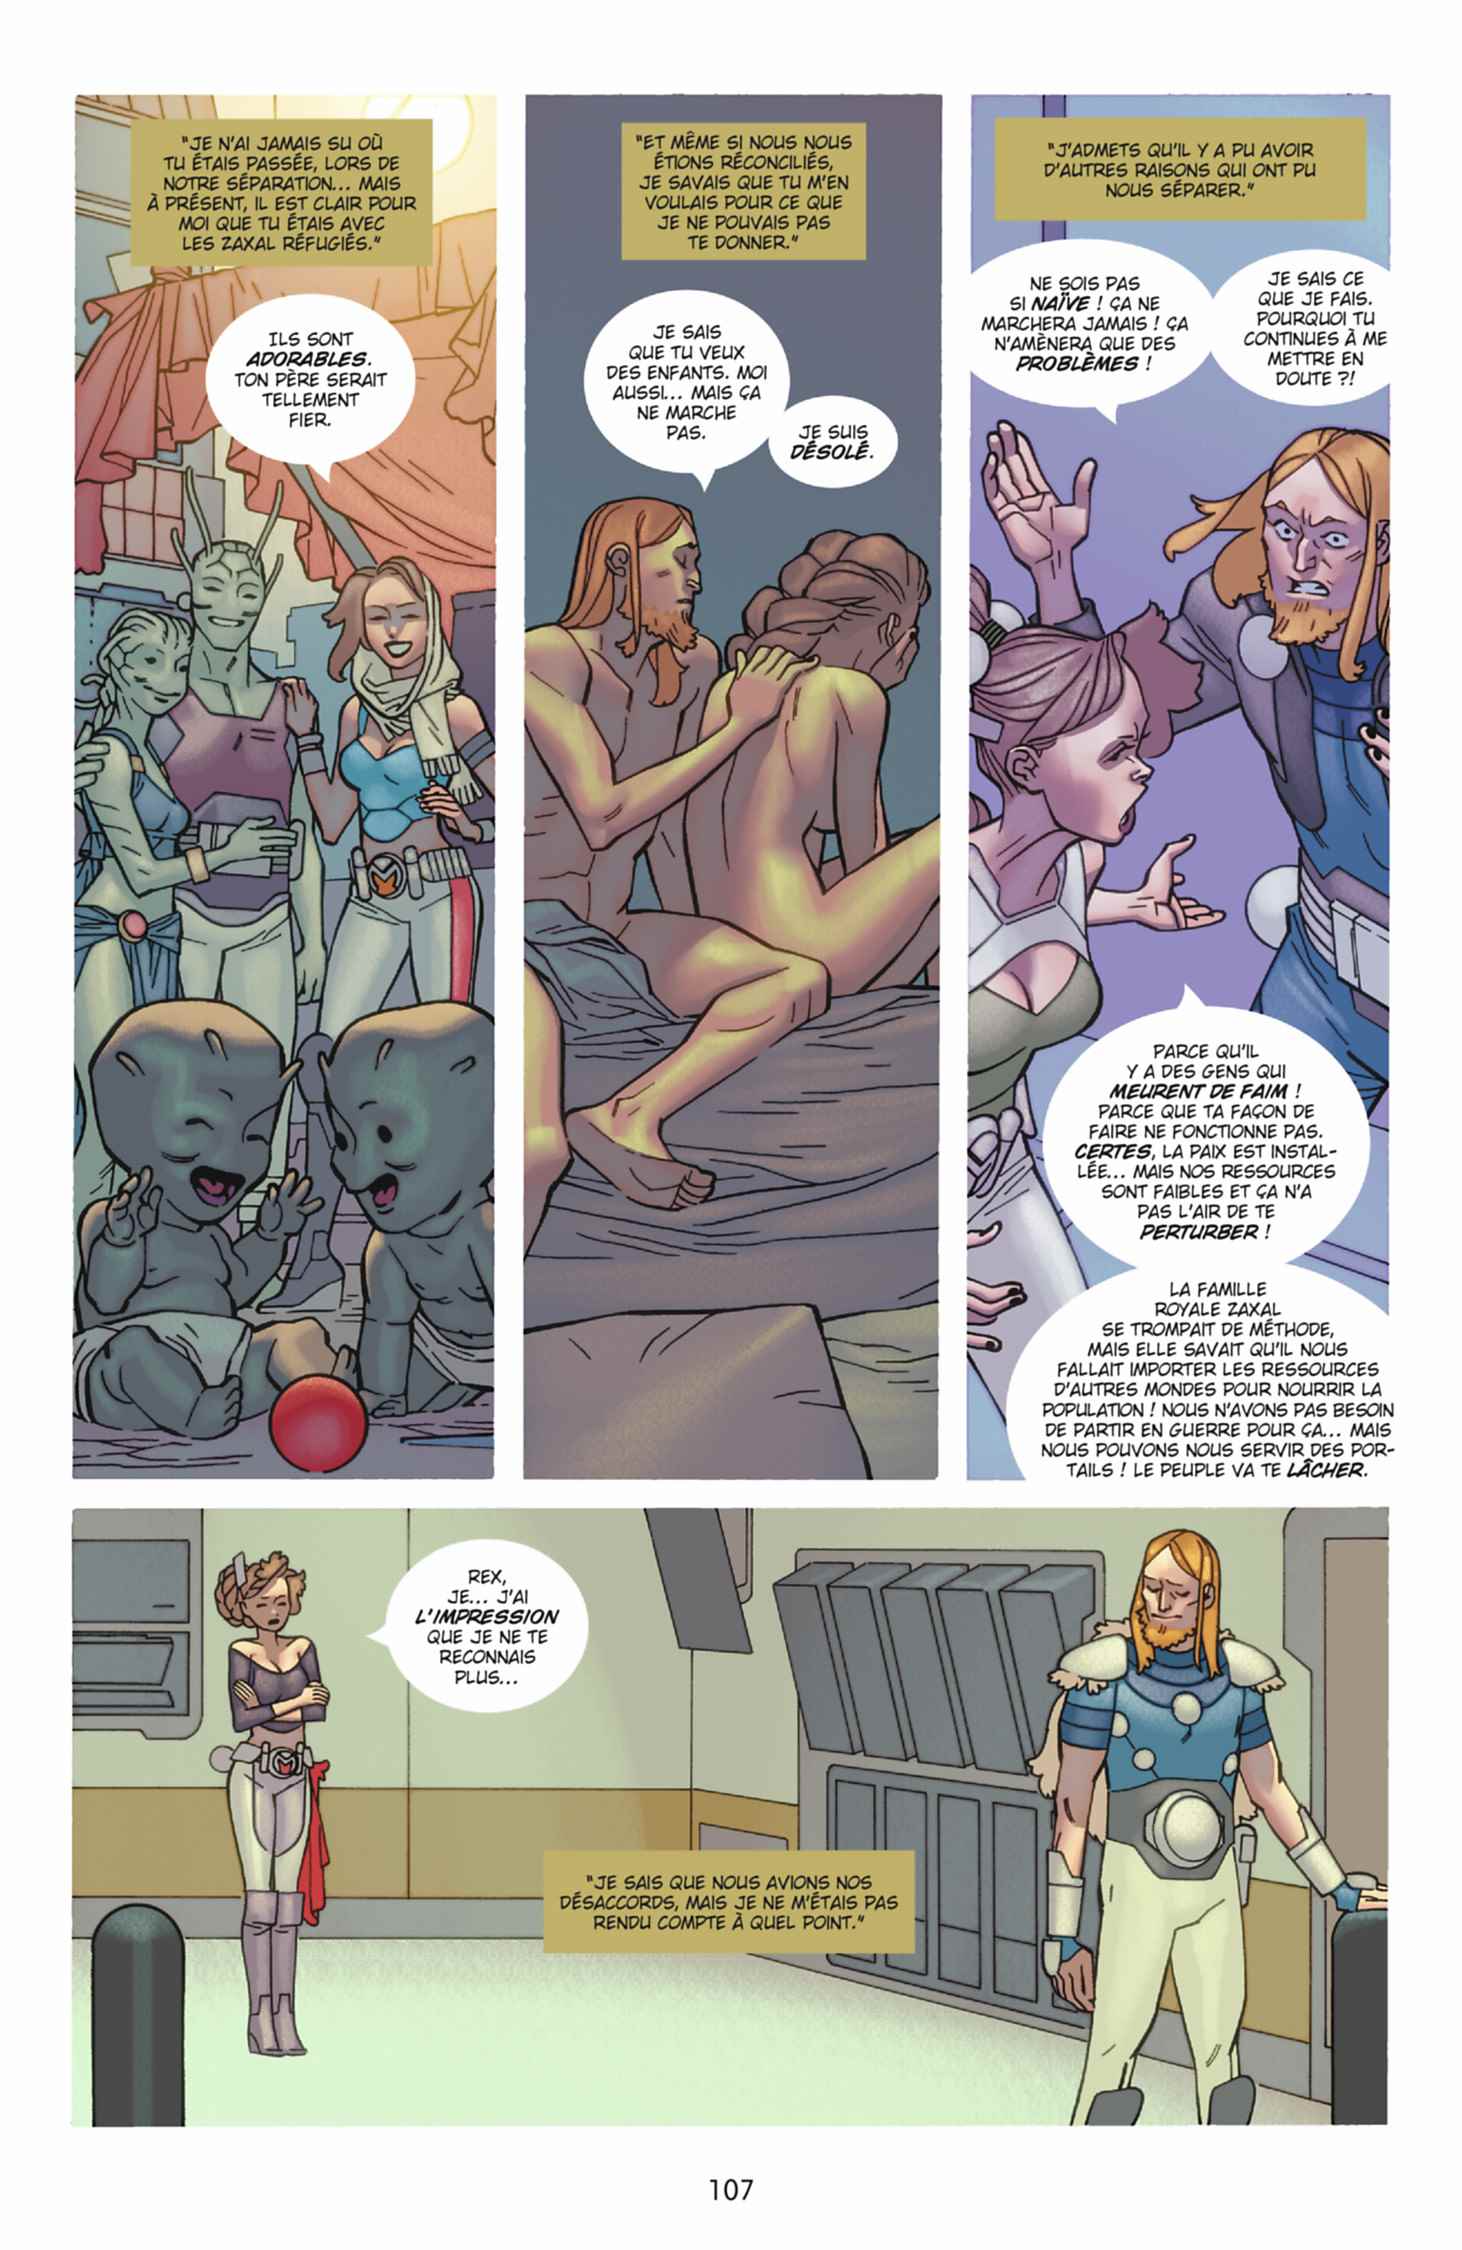 "JE N'AI JAMAIS SU OÙ
TU ÉTAIS PASSÉE, LORS DE
NOTRE SÉPARATION... MAIS
À PRÉSENT, IL EST CLAIR POUR
MOI QUE TU ÉTAIS AVEC
LES ZAXAL RÉFUGIÉS."
ILS SONT
ADORABLES.
TON PÈRE SERAIT
TELLEMENT
FIER.
"ET MÊME SI NOUS NOUS
ÉTIONS RÉCONCILIÉS,
JE SAVAIS QUE TU M'EN
VOULAIS POUR CE QUE
JE NE POUVAIS PAS
TE DONNER."
JE SAIS
QUE TU VEUX
DES ENFANTS. MOI
AUSSI... MAIS ÇA
NE MARCHE
PAS.
JE SUIS
DÉSOLÉ.
"J'ADMETS QU'IL Y A PU AVOIR
D'AUTRES RAISONS QUI ONT PU
NOUS SÉPARER."
NE SOIS PAS
SI NAÏVE ! ÇA NE
MARCHERA JAMAIS ! ÇA
N'AMÈNERA QUE DES
PROBLÈMES !
JE SAIS CE
QUE JE FAIS.
POURQUOI TU
CONTINUES À ME
METTRE EN
DOUTE ?!
PARCE QU'IL
Y A DES GENS QUI
MEURENT DE FAIM !
PARCE QUE TA FAÇON DE
FAIRE NE FONCTIONNE PAS.
CERTES, LA PAIX EST INSTAL-
LÉE... MAIS NOS RESSOURCES
SONT FAIBLES ET ÇA N'A
PAS L'AIR DE TE
PERTURBER !
LA FAMILLE
ROYALE ZAXAL
SE TROMPAIT DE MÉTHODE,
MAIS ELLE SAVAIT QU'IL NOUS
FALLAIT IMPORTER LES RESSOURCES
D'AUTRES MONDES POUR NOURRIR LA
POPULATION ! NOUS N'AVONS PAS BESOIN
DE PARTIR EN GUERRE POUR ÇA... MAIS
NOUS POUVONS NOUS SERVIR DES POR-
TAILS ! LE PEUPLE VA TE LÂCHER.
REX,
JE... J'AI
L'IMPRESSION
QUE JE NE TE
RECONNAIS
PLUS...
"JE SAIS QUE NOUS AVIONS NOS
DÉSACCORDS, MAIS JE NE M'ÉTAIS PAS
RENDU COMPTE À QUEL POINT."
107